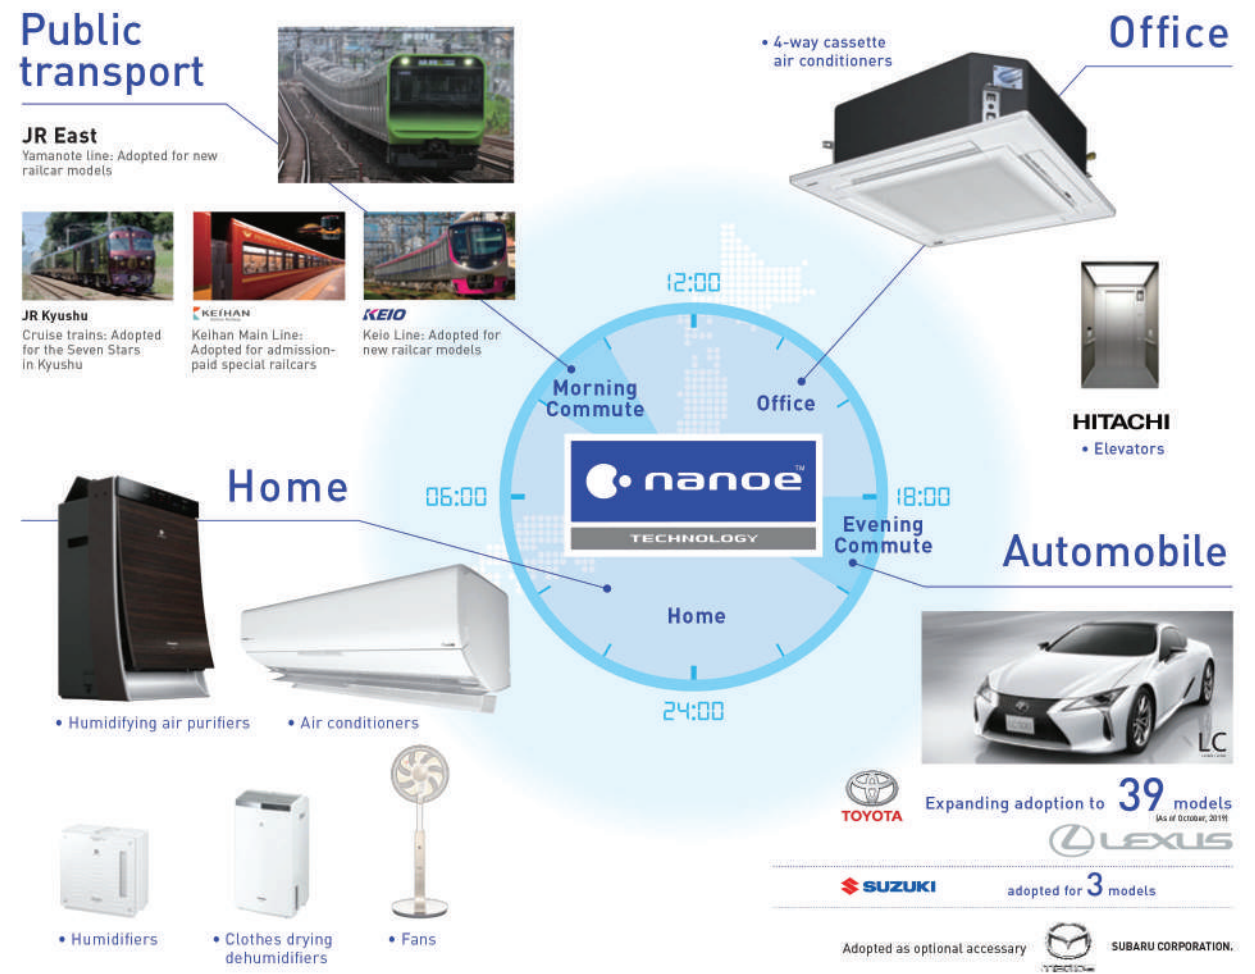 Public
transport
JR East
Yamanote line: Adopted for new
railcar models
JR Kyushu
Cruise trains: Adopted
for the Seven Stars
in Kyushu
KEIHAN
Keihan Main Line:
Adopted for admission-
paid special railcars
KEIO
Keio Line: Adopted for
new railcar models
Office
• 4-way cassette
air conditioners
HITACHI
• Elevators
12:00
Morning
Commute
Office
nanoe™
TECHNOLOGY
06:00
18:00
Evening
Commute
Home
24:00
Home
• Humidifying air purifiers
• Air conditioners
• Humidifiers
• Clothes drying
dehumidifiers
• Fans
Automobile
LC
TOYOTA
Expanding adoption to 39 models
(As of October, 2019)
LEXUS
SUZUKI
adopted for 3 models
Adopted as optional accessary
SUBARU CORPORATION.